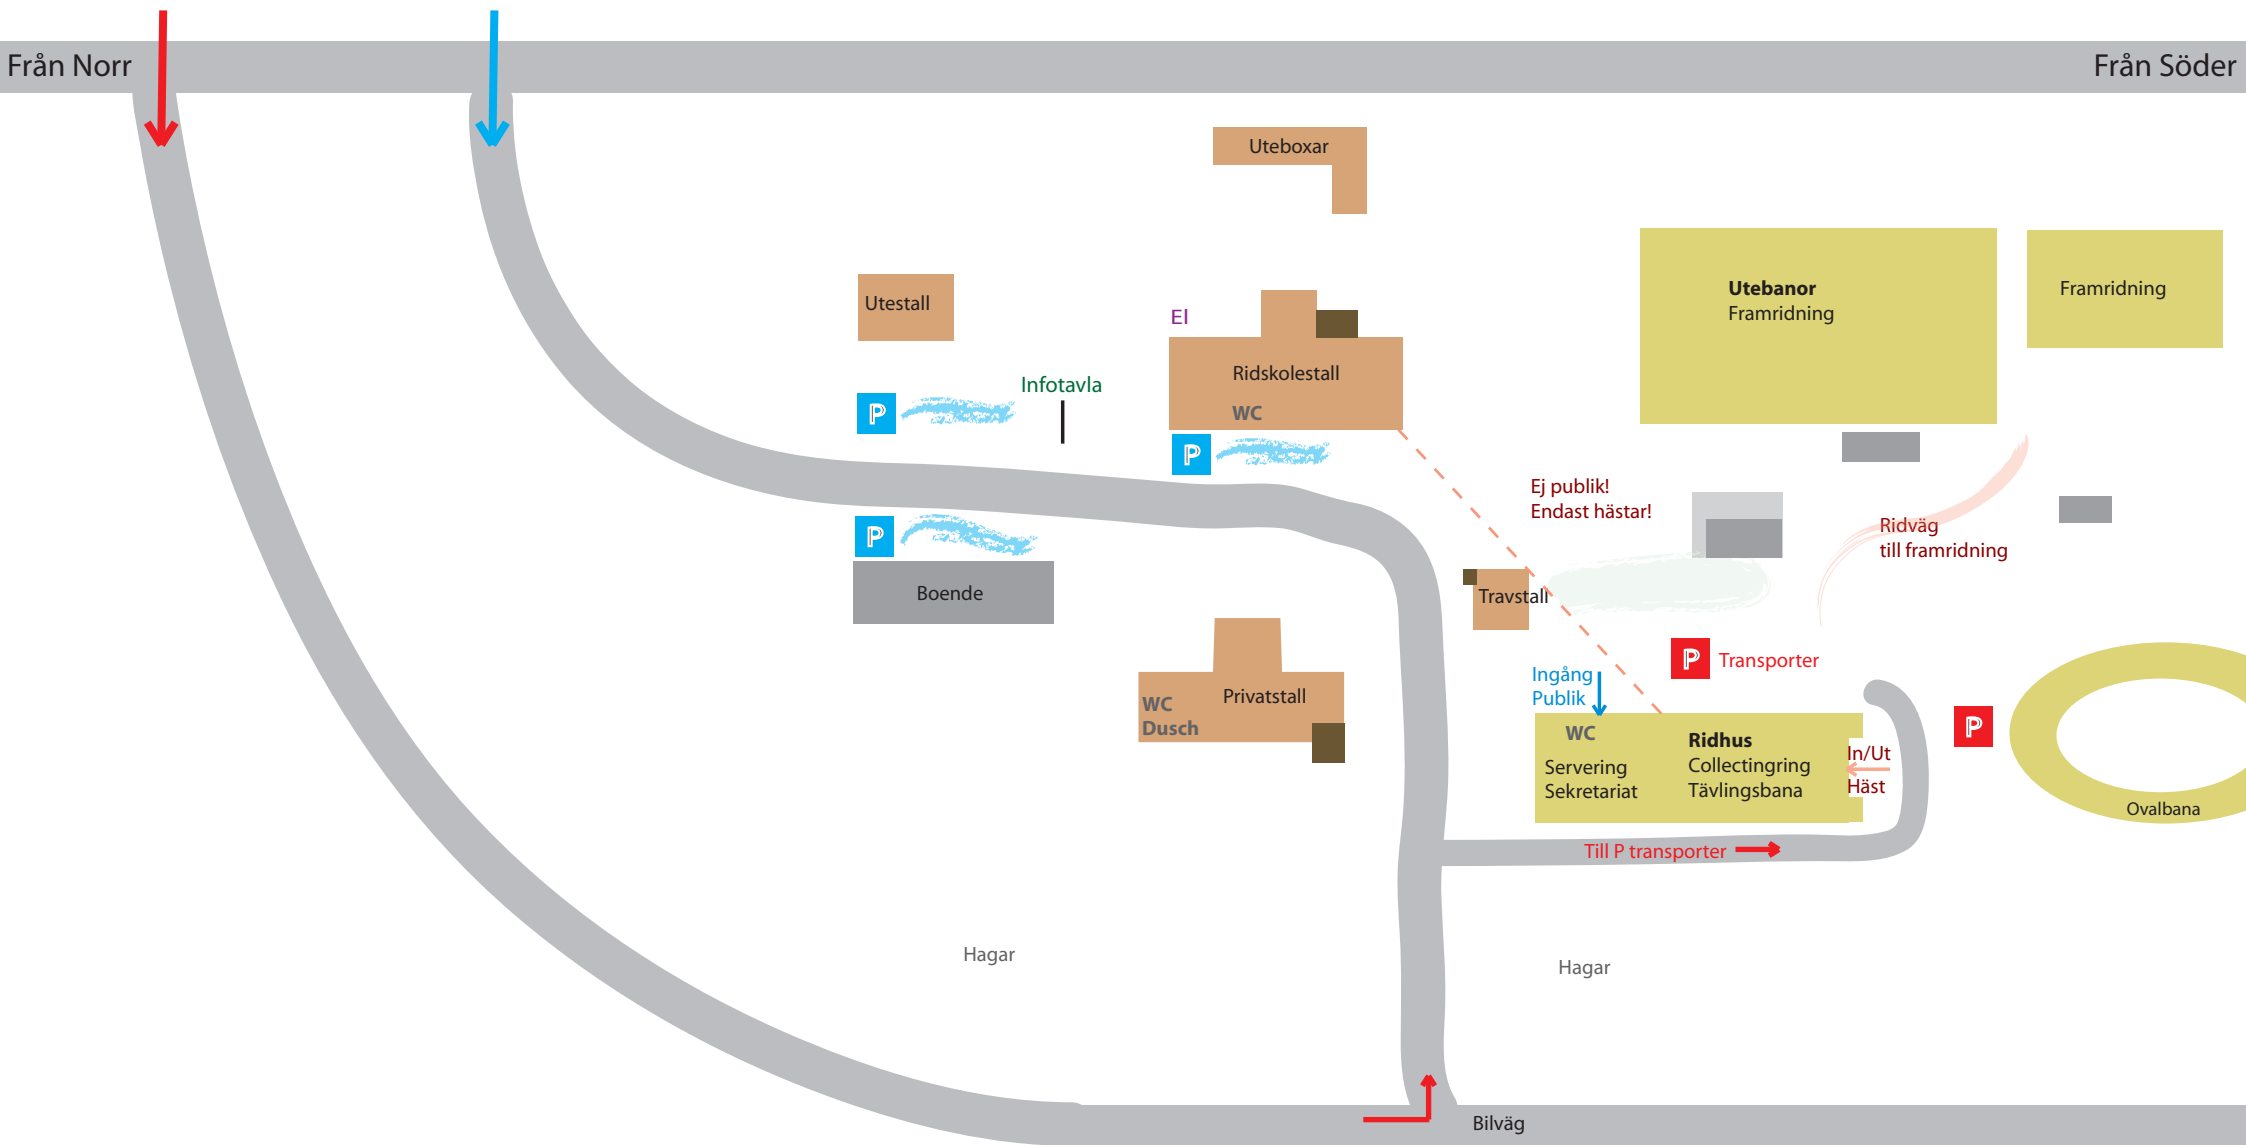 Från Norr
Från Söder
Uteboxar
Utestall
El
Utebanor
Framridning
Framridning
Ridskolestall
WC
Infotavla
P
P
Ej publik!
Endast hästar!
P
Ridväg
till framridning
Boende
Travstall
P Transporter
Ingång
Publik
WC
Dusch
Privatstall
P
WC
Servering
Sekretariat
Ridhus
Collectingring
Tävlingsbana
In/Ut
Häst
Ovalbana
Till P transporter
Hagar
Hagar
Bilväg